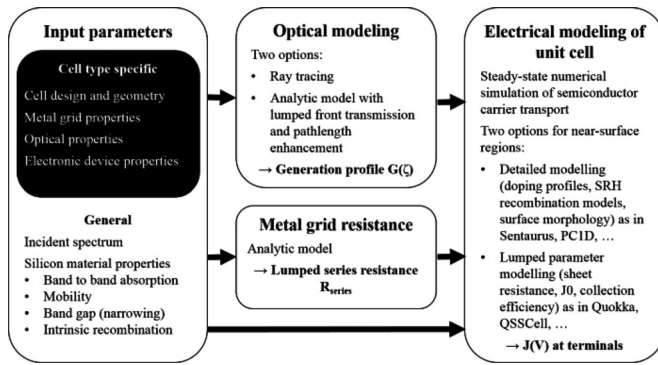 Input parameters
Cell type specific
Cell design and geometry
Metal grid properties
Optical properties
Electronic device properties
General
Incident spectrum
Silicon material properties
• Band to band absorption
• Mobility
• Band gap (narrowing)
• Intrinsic recombination
Optical modeling
Two options:
• Ray tracing
• Analytic model with
lumped front transmission
and pathlength
enhancement
→ Generation profile G(ζ)
Metal grid resistance
Analytic model
→ Lumped series resistance
Rseries
Electrical modeling of
unit cell
Steady-state numerical
simulation of semiconductor
carrier transport
Two options for near-surface
regions:
• Detailed modelling
(doping profiles, SRH
recombination models,
surface morphology) as in
Sentaurus, PC1D, …
• Lumped parameter
modelling (sheet
resistance, J0, collection
efficiency) as in Quokka,
QSSCell, …
→ J(V) at terminals